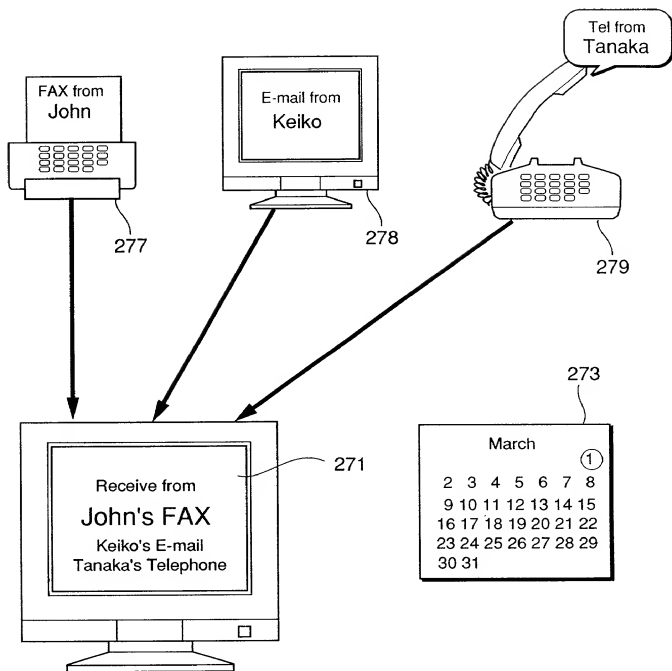 Tel from
Tanaka
FAX from
John
E-mail from
Keiko
277
278
279
273
271
Receive from
John's FAX
Keiko's E-mail
Tanaka's Telephone
March
1
2 3 4 5 6 7 8
9 10 11 12 13 14 15
16 17 18 19 20 21 22
23 24 25 26 27 28 29
30 31